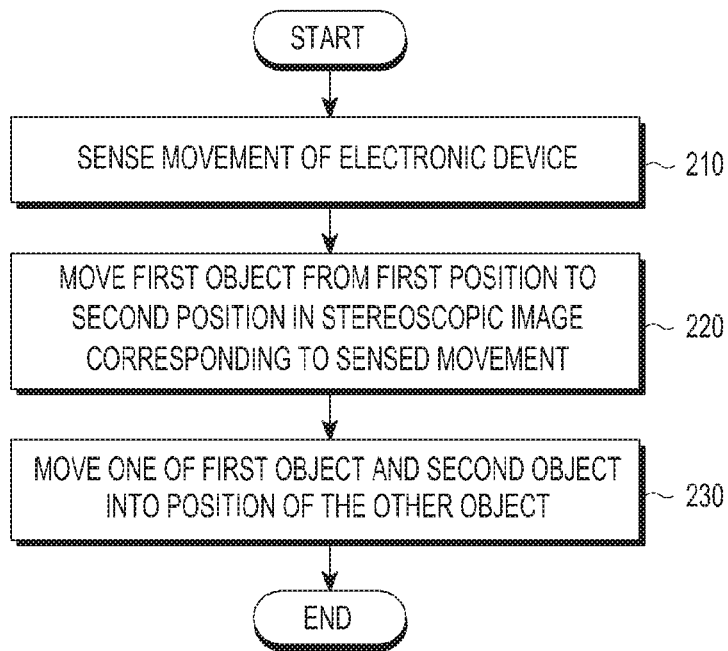 START
SENSE MOVEMENT OF ELECTRONIC DEVICE
210
MOVE FIRST OBJECT FROM FIRST POSITION TO
SECOND POSITION IN STEREOSCOPIC IMAGE
CORRESPONDING TO SENSED MOVEMENT
220
MOVE ONE OF FIRST OBJECT AND SECOND OBJECT
INTO POSITION OF THE OTHER OBJECT
230
END